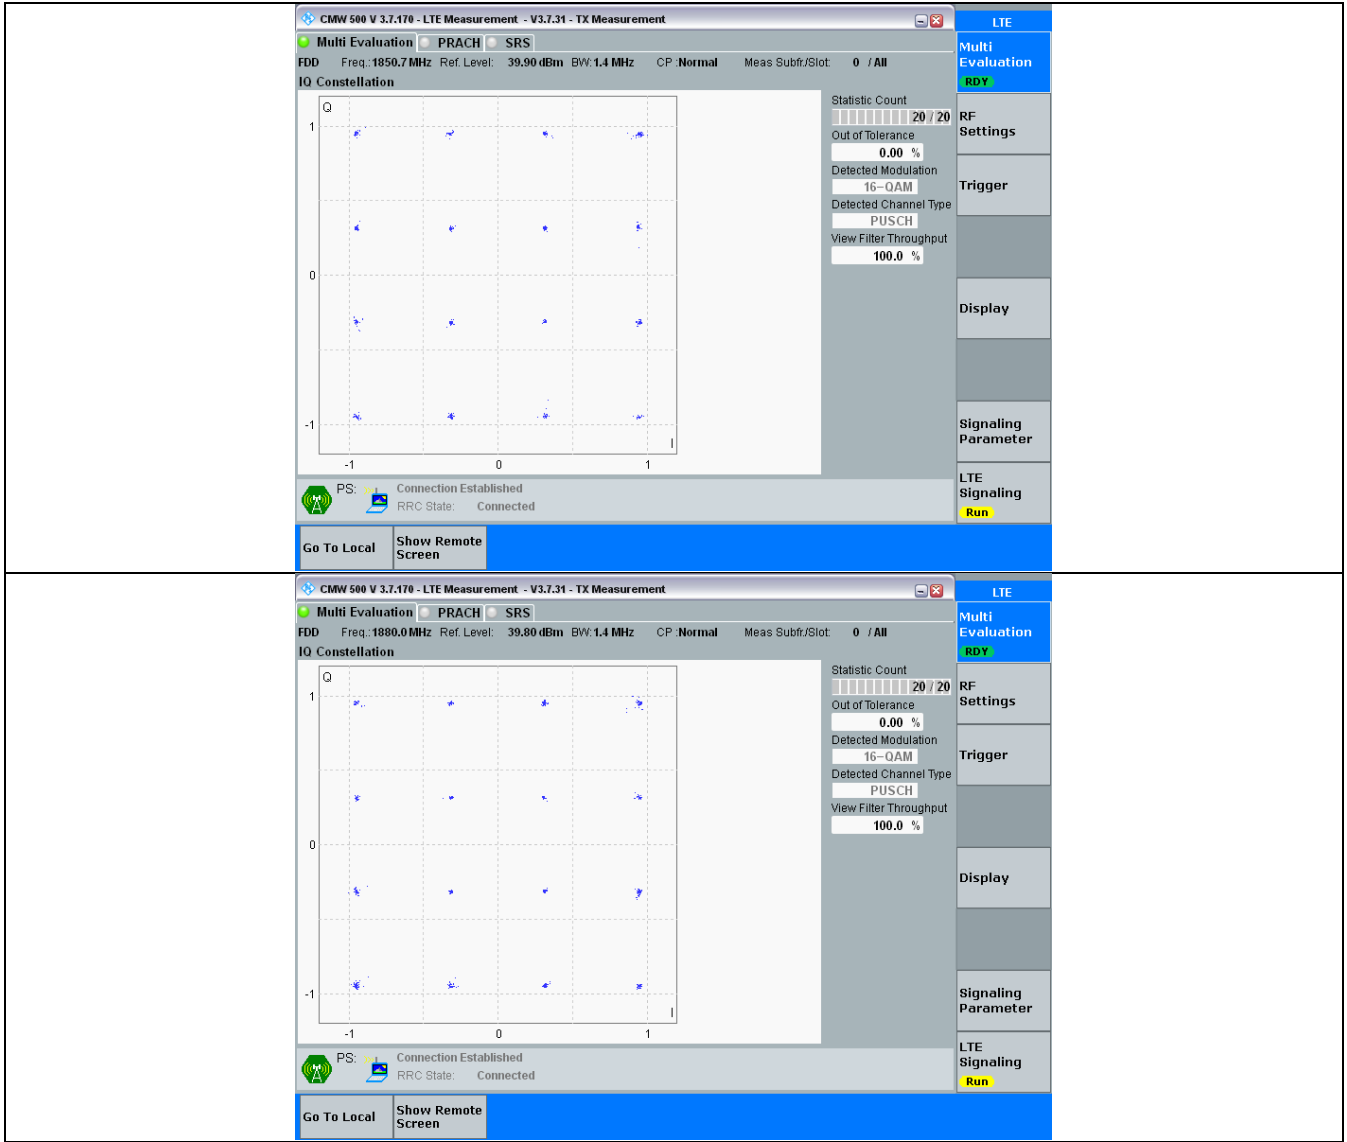 CMW 500 V 3.7.170 - LTE Measurement - V3.7.31 - TX Measurement
LTE
Multi Evaluation PRACH SRS
Multi
Evaluation
RDY
FDD Freq.: 1850.7 MHz Ref. Level: 39.90 dBm BW: 1.4 MHz CP : Normal Meas Subfr./Slot: 0 / All
IQ Constellation
Q
1
0
-1
I
-1 0 1
Statistic Count
20 / 20
Out of Tolerance
0.00 %
Detected Modulation
16-QAM
Detected Channel Type
PUSCH
View Filter Throughput
100.0 %
RF
Settings
Trigger
Display
Signaling
Parameter
LTE
Signaling
Run
PS: Connection Established
RRC State: Connected
Go To Local
Show Remote
Screen
CMW 500 V 3.7.170 - LTE Measurement - V3.7.31 - TX Measurement
LTE
Multi Evaluation PRACH SRS
Multi
Evaluation
RDY
FDD Freq.: 1880.0 MHz Ref. Level: 39.80 dBm BW: 1.4 MHz CP : Normal Meas Subfr./Slot: 0 / All
IQ Constellation
Q
1
0
-1
I
-1 0 1
Statistic Count
20 / 20
Out of Tolerance
0.00 %
Detected Modulation
16-QAM
Detected Channel Type
PUSCH
View Filter Throughput
100.0 %
RF
Settings
Trigger
Display
Signaling
Parameter
LTE
Signaling
Run
PS: Connection Established
RRC State: Connected
Go To Local
Show Remote
Screen